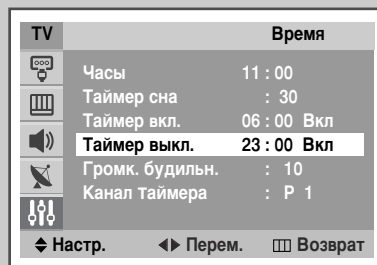 TV Время
Часы 11 : 00
Таймер сна : 30
Таймер вкл. 06 : 00 Вкл
Таймер выкл. 23 : 00 Вкл
Громк. будильн. : 10
Канал таймера : P 1
Настр. Перем. Возврат